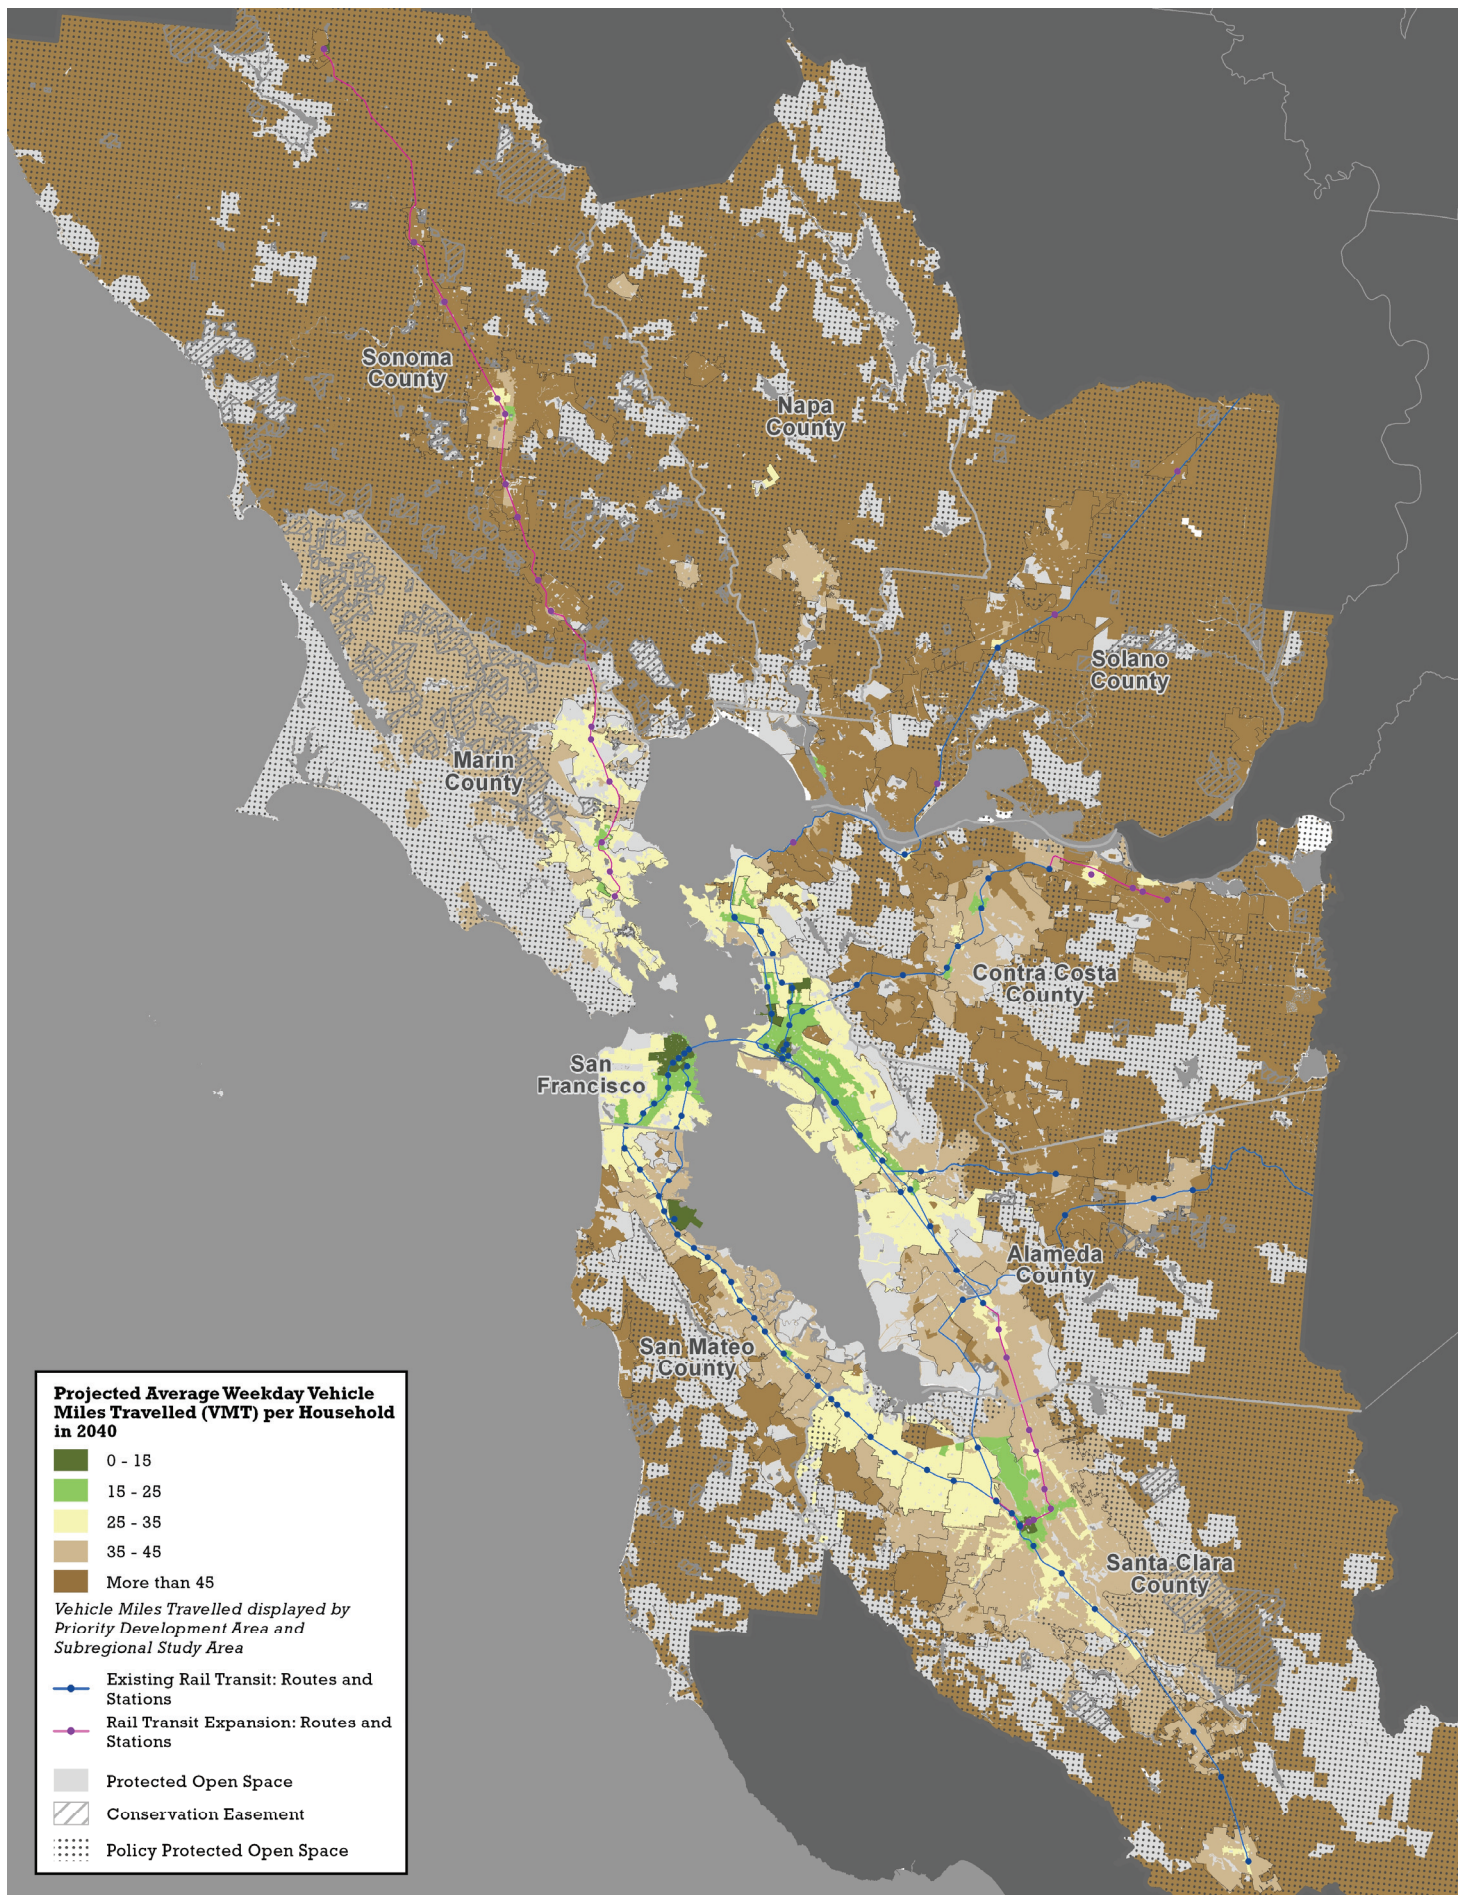 Sonoma
County
Napa
County
Solano
County
Marin
County
Contra Costa
County
San
Francisco
Alameda
County
San Mateo
County
Santa Clara
County
Projected Average Weekday Vehicle
Miles Travelled (VMT) per Household
in 2040
0 - 15
15 - 25
25 - 35
35 - 45
More than 45
Vehicle Miles Travelled displayed by
Priority Development Area and
Subregional Study Area
Existing Rail Transit: Routes and
Stations
Rail Transit Expansion: Routes and
Stations
Protected Open Space
Conservation Easement
Policy Protected Open Space